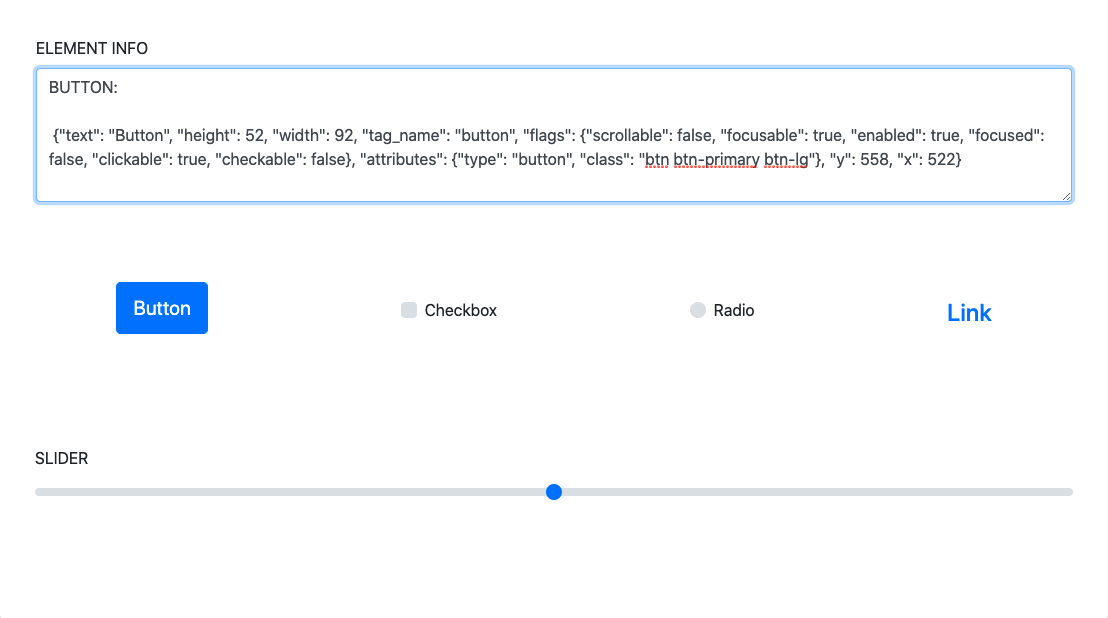 ELEMENT INFO
BUTTON:
{"text": "Button", "height": 52, "width": 92, "tag_name": "button", "flags": {"scrollable": false, "focusable": true, "enabled": true, "focused":
false, "clickable": true, "checkable": false}, "attributes": {"type": "button", "class": "btn btn-primary btn-lg"}, "y": 558, "x": 522}
Button
Checkbox
Radio
Link
SLIDER